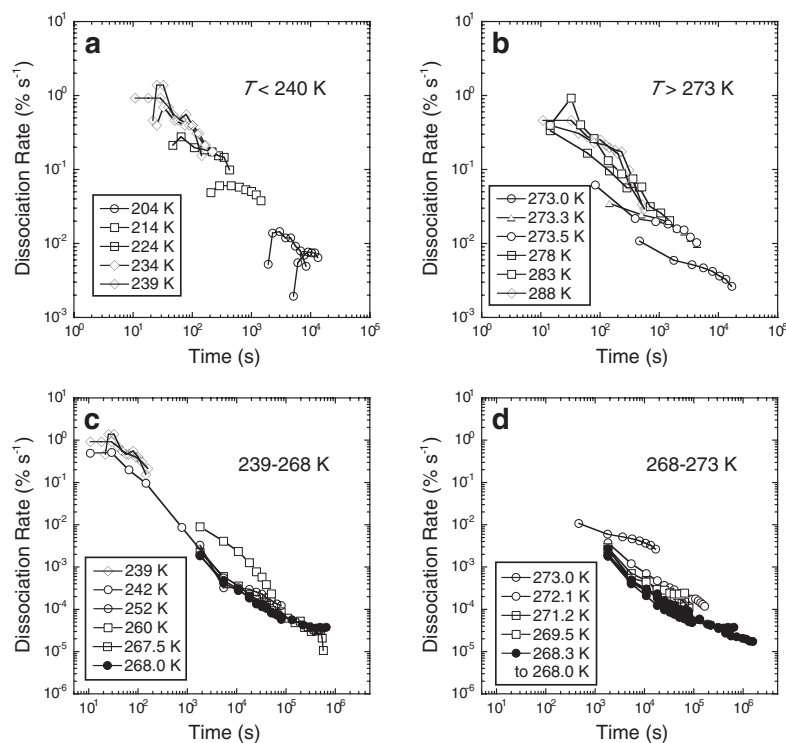 a
T < 240 K
Dissociation Rate (% s⁻¹)
10¹
10⁰
10⁻¹
10⁻²
10⁻³
204 K
214 K
224 K
234 K
239 K
10⁰ 10¹ 10² 10³ 10⁴ 10⁵
Time (s)
b
T > 273 K
Dissociation Rate (% s⁻¹)
10¹
10⁰
10⁻¹
10⁻²
10⁻³
273.0 K
273.3 K
273.5 K
278 K
283 K
288 K
10⁰ 10¹ 10² 10³ 10⁴ 10⁵
Time (s)
c
239-268 K
Dissociation Rate (% s⁻¹)
10¹
10⁰
10⁻¹
10⁻²
10⁻³
10⁻⁴
10⁻⁵
10⁻⁶
239 K
242 K
252 K
260 K
267.5 K
268.0 K
10¹ 10² 10³ 10⁴ 10⁵ 10⁶
Time (s)
d
268-273 K
Dissociation Rate (% s⁻¹)
10¹
10⁰
10⁻¹
10⁻²
10⁻³
10⁻⁴
10⁻⁵
10⁻⁶
273.0 K
272.1 K
271.2 K
269.5 K
268.3 K
to 268.0 K
10¹ 10² 10³ 10⁴ 10⁵ 10⁶
Time (s)